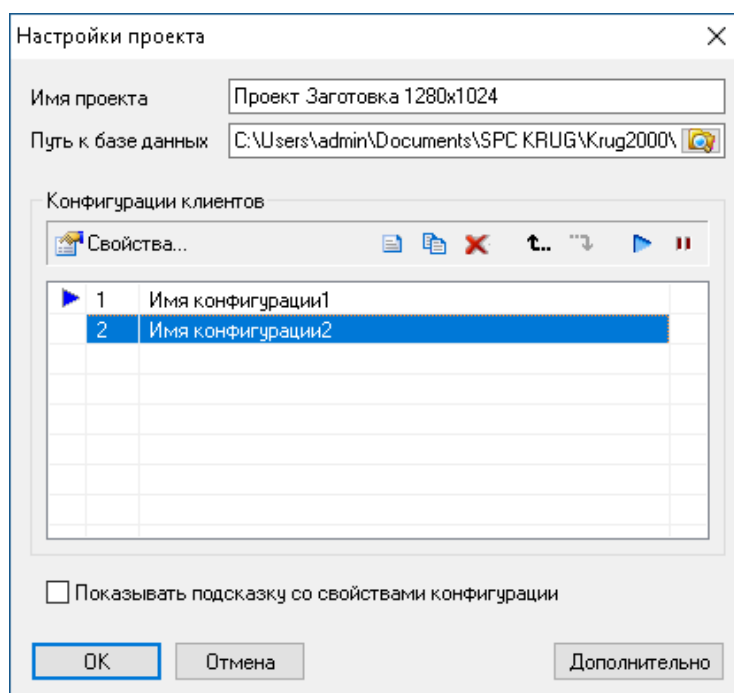 Настройки проекта
Имя проекта
Проект Заготовка 1280x1024
Путь к базе данных
C:\Users\admin\Documents\SPC KRUG\Krug2000\
Конфигурации клиентов
Свойства...
1 Имя конфигурации1
2 Имя конфигурации2
Показывать подсказку со свойствами конфигурации
OK Отмена Дополнительно